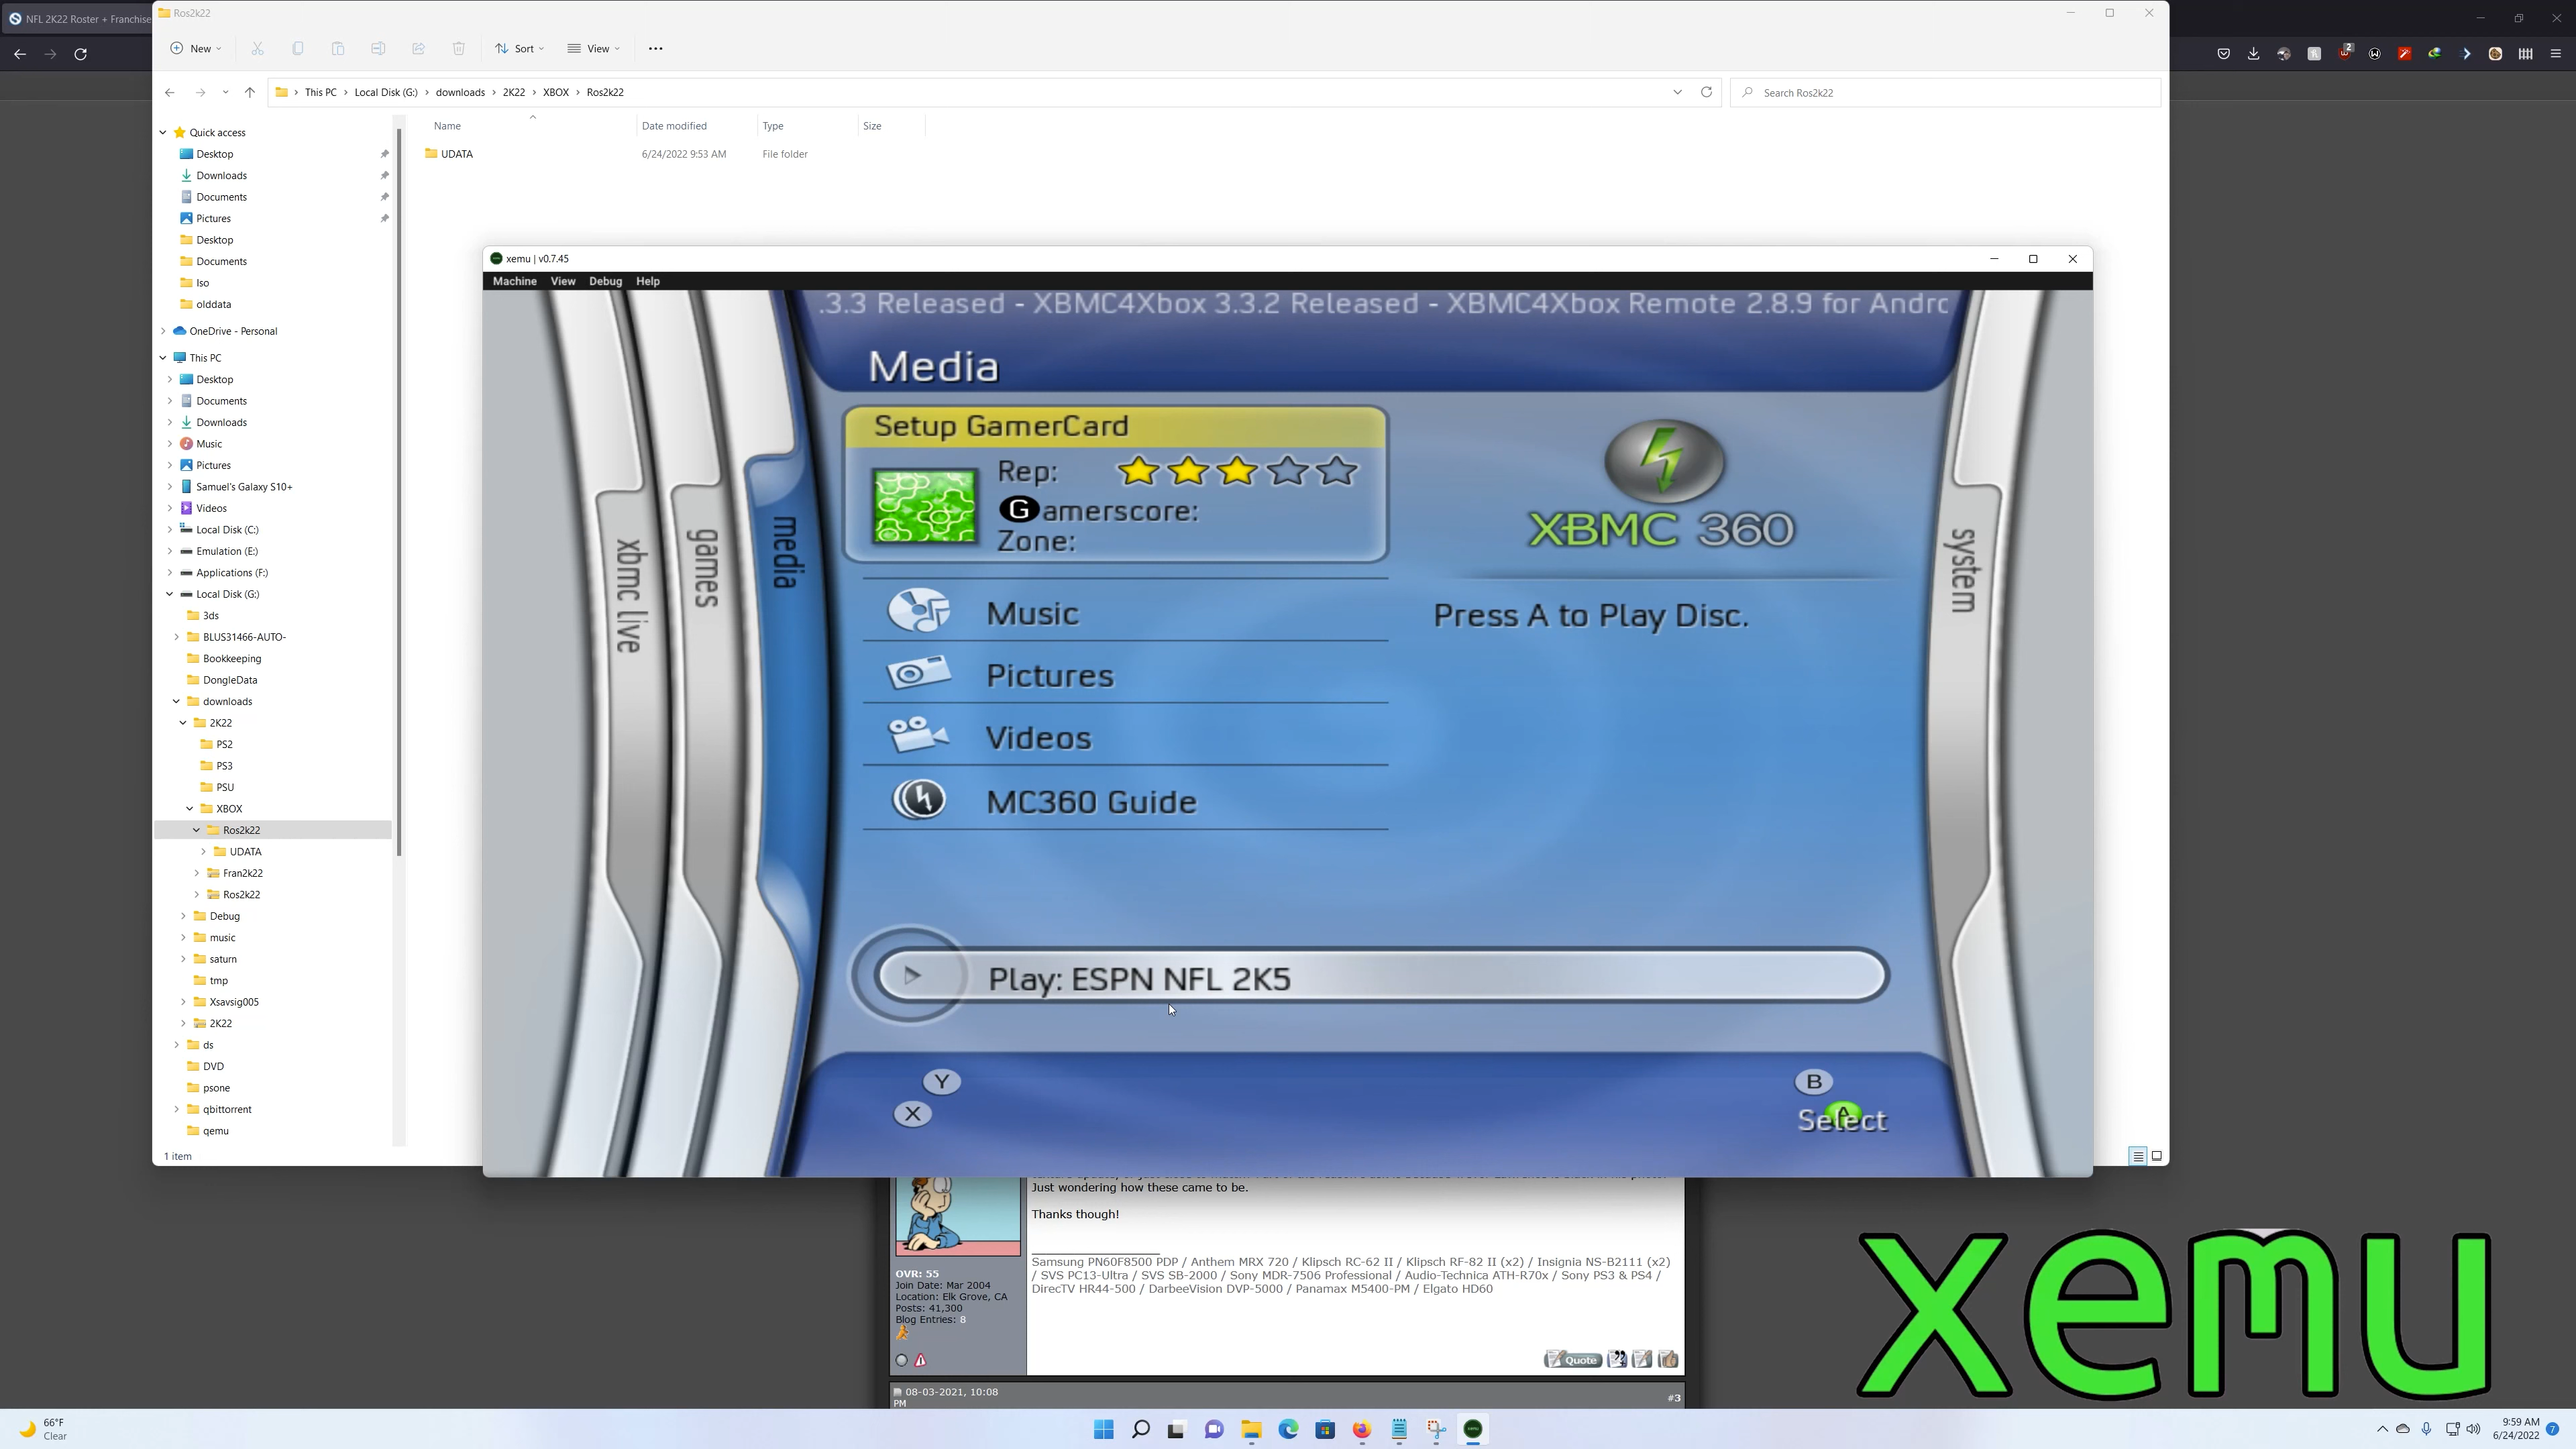 NFL 2K22 Roster + Franchise
Ros2k22
New
Sort
View
This PC > Local Disk (G:) > downloads > 2K22 > XBOX > Ros2k22
Search Ros2k22
Name
Date modified
Type
Size
UDATA
6/24/2022 9:53 AM
File folder
Quick access
Desktop
Downloads
Documents
Pictures
Desktop
Documents
Iso
olddata
OneDrive - Personal
This PC
Desktop
Documents
Downloads
Music
Pictures
Samuel's Galaxy S10+
Videos
Local Disk (C:)
Emulation (E:)
Applications (F:)
Local Disk (G:)
3ds
BLUS31466-AUTO-
Bookkeeping
DongleData
downloads
2K22
PS2
PS3
PSU
XBOX
Ros2k22
UDATA
Fran2k22
Ros2k22
Debug
music
saturn
tmp
Xsavsig005
2K22
ds
DVD
psone
qbittorrent
qemu
1 item
xemu | v0.7.45
Machine View Debug Help
.3.3 Released - XBMC4Xbox 3.3.2 Released - XBMC4Xbox Remote 2.8.9 for Andro
Media
Setup GamerCard
Rep:
Gamerscore:
Zone:
XBMC 360
Press A to Play Disc.
xbmc live
games
media
system
Music
Pictures
Videos
MC360 Guide
Play: ESPN NFL 2K5
Y
X
B
A
Select
Just wondering how these came to be.
Thanks though!
Samsung PN60F8500 PDP / Anthem MRX 720 / Klipsch RC-62 II / Klipsch RF-82 II (x2) / Insignia NS-B2111 (x2)
/ SVS PC13-Ultra / SVS SB-2000 / Sony MDR-7506 Professional / Audio-Technica ATH-R70x / Sony PS3 & PS4 /
DirecTV HR44-500 / DarbeeVision DVP-5000 / Panamax M5400-PM / Elgato HD60
OVR: 55
Join Date: Mar 2004
Location: Elk Grove, CA
Posts: 41,300
Blog Entries: 8
Quote
08-03-2021, 10:08
PM
#3
xemu
66°F
Clear
9:59 AM
6/24/2022
7
2